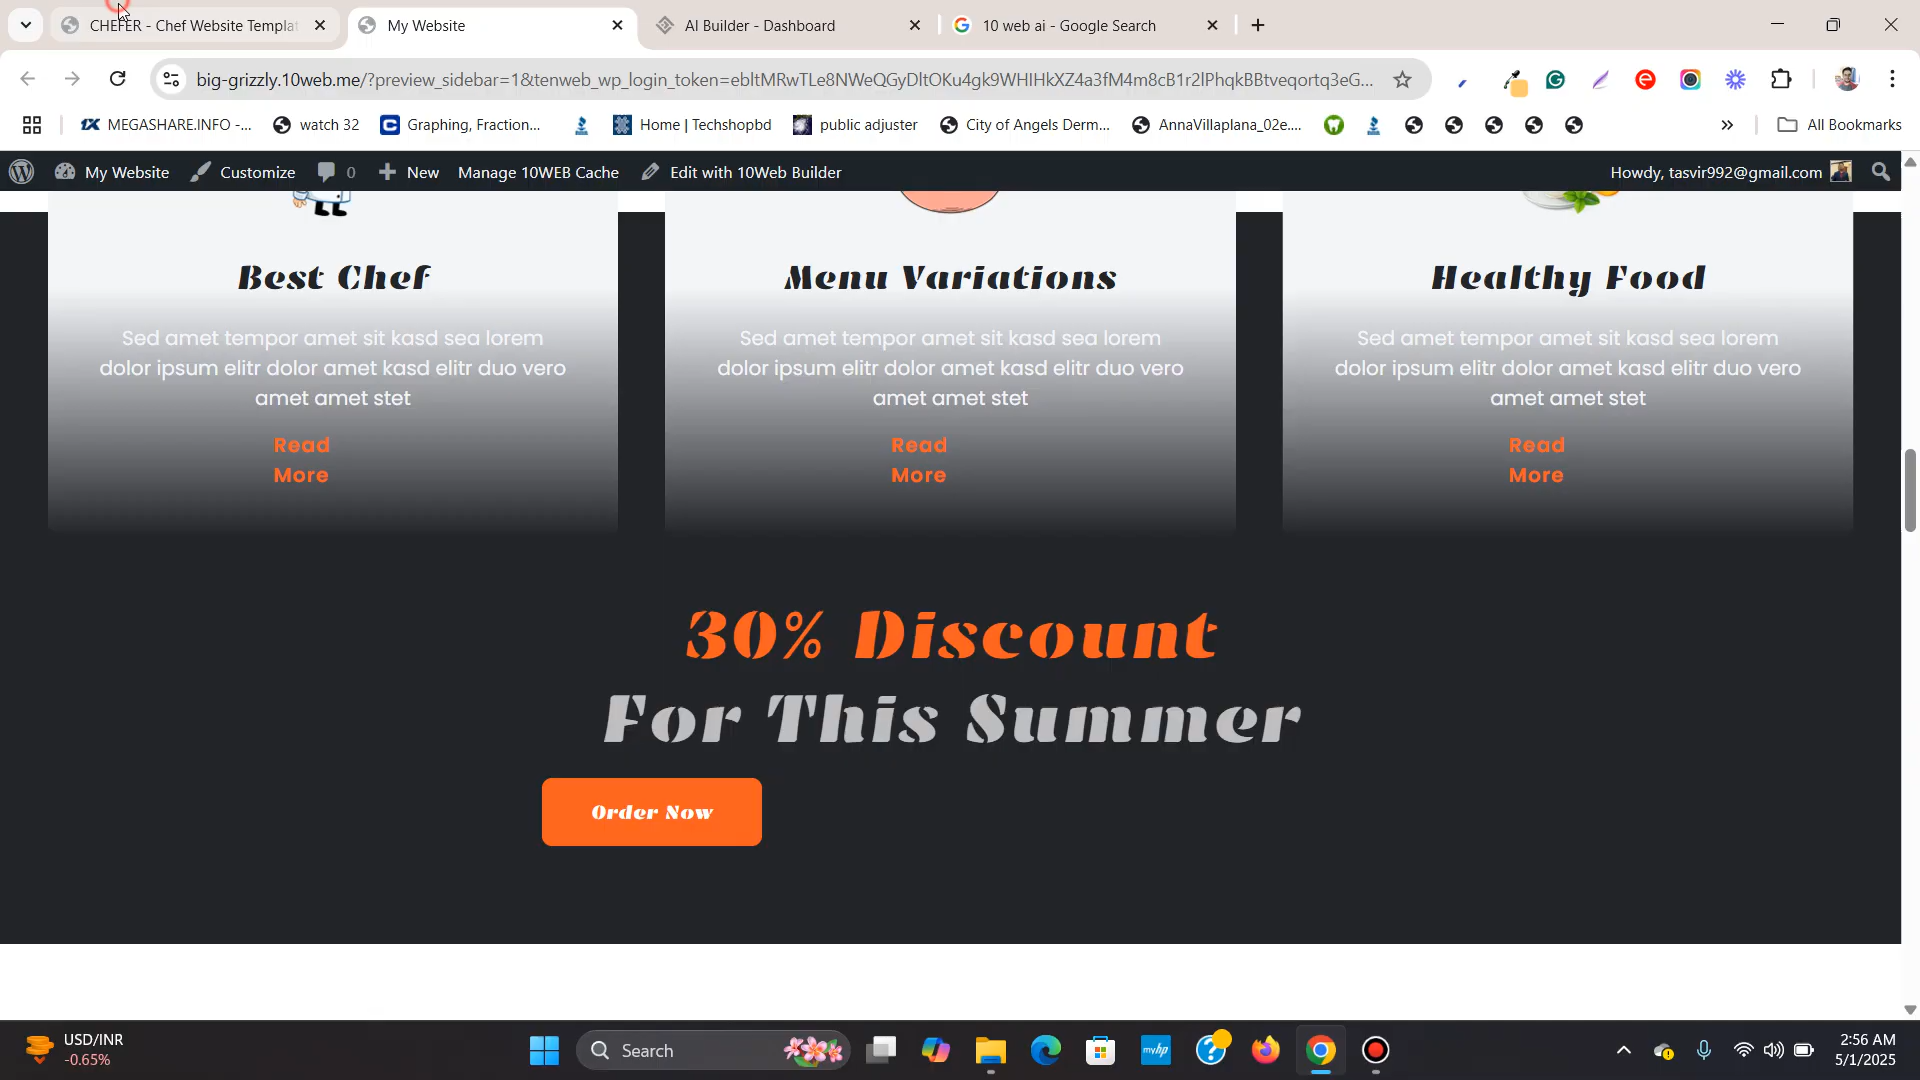 CHEFER - Chef Website Templat
My Website
AI Builder - Dashboard
10 web ai - Google Search
big-grizzly.10web.me/?preview_sidebar=1&tenweb_wp_login_token=ebltMRwTLe8NWeQGyDltOKu4gk9WHIHkXZ4a3fM4m8cB1r2lPhqkBBtveqortq3eG...
MEGASHARE.INFO -...
watch 32
Graphing, Fraction...
Home | Techshopbd
public adjuster
City of Angels Derm...
AnnaVillaplana_02e....
All Bookmarks
My Website
Customize
0
New
Manage 10WEB Cache
Edit with 10Web Builder
Howdy, tasvir992@gmail.com
Best Chef
Sed amet tempor amet sit kasd sea lorem
dolor ipsum elitr dolor amet kasd elitr duo vero
amet amet stet
Read
More
Menu Variations
Sed amet tempor amet sit kasd sea lorem
dolor ipsum elitr dolor amet kasd elitr duo vero
amet amet stet
Read
More
Healthy Food
Sed amet tempor amet sit kasd sea lorem
dolor ipsum elitr dolor amet kasd elitr duo vero
amet amet stet
Read
More
30% Discount
For This Summer
Order Now
USD/INR
-0.65%
Search
myhp
2:56 AM
5/1/2025